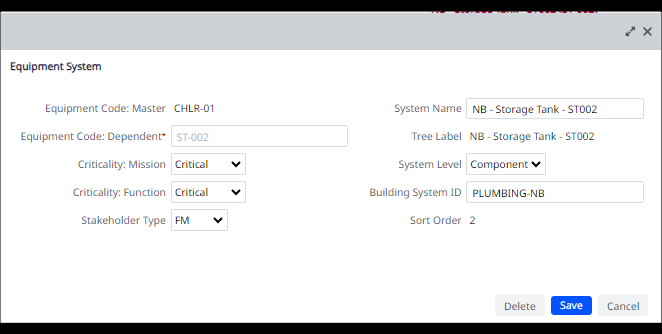 Equipment System
Equipment Code: Master CHLR-01
System Name NB - Storage Tank - ST002
Equipment Code: Dependent* ST-002
Tree Label NB - Storage Tank - ST002
Criticality: Mission Critical
System Level Component
Criticality: Function Critical
Building System ID PLUMBING-NB
Stakeholder Type FM
Sort Order 2
Delete Save Cancel